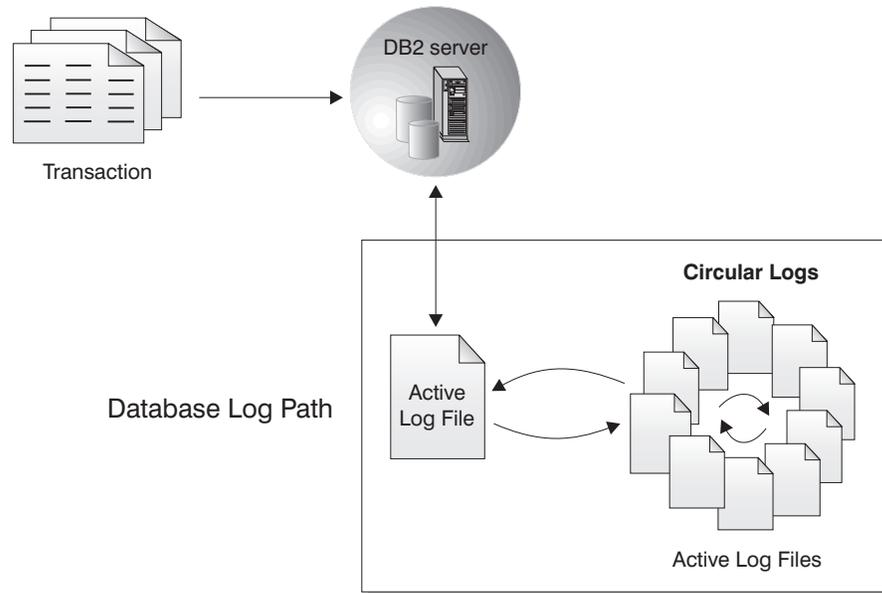 DB2 server
Transaction
Circular Logs
Active
Log File
Database Log Path
Active Log Files